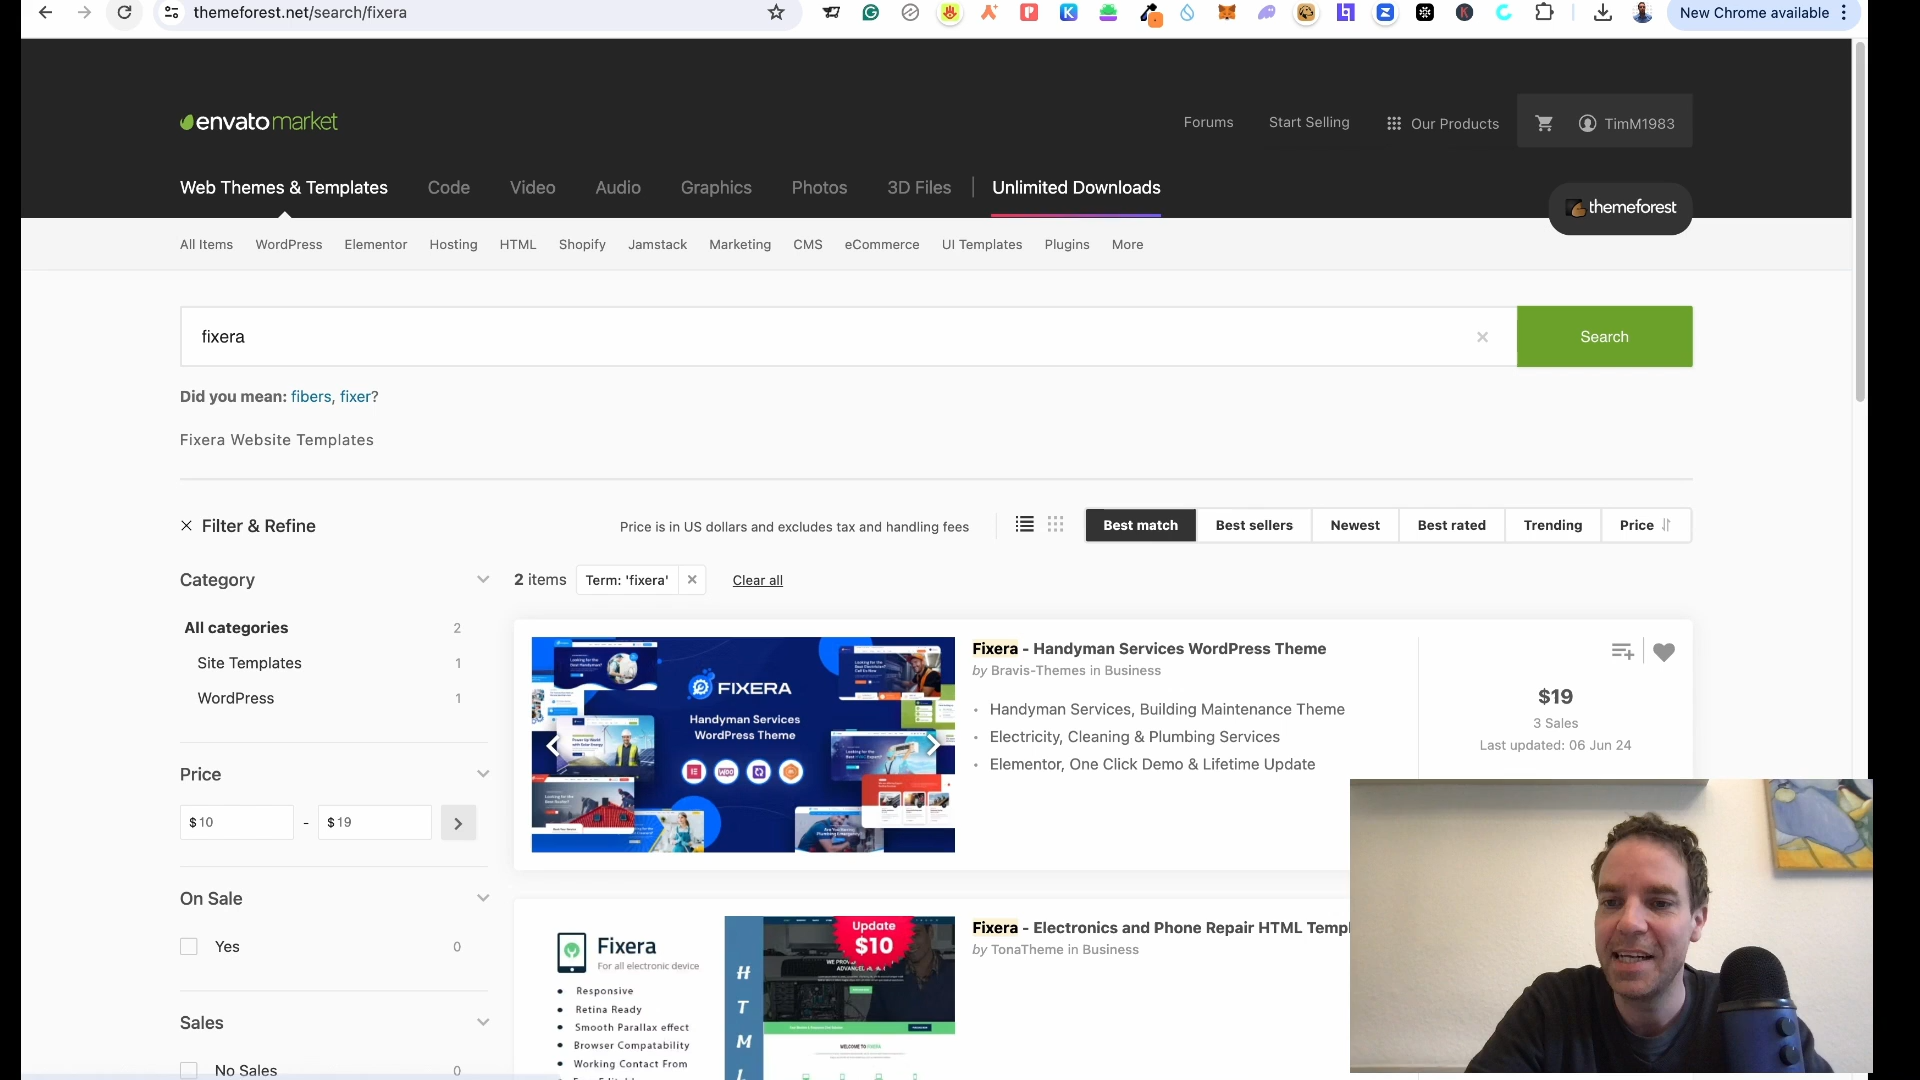 themeforest.net/search/fixera
New Chrome available
envatomarket
Forums
Start Selling
Our Products
TimM1983
Web Themes & Templates
Code
Video
Audio
Graphics
Photos
3D Files
Unlimited Downloads
themeforest
All Items
WordPress
Elementor
Hosting
HTML
Shopify
Jamstack
Marketing
CMS
eCommerce
UI Templates
Plugins
More
fixera
Search
Did you mean: fibers, fixer?
Fixera Website Templates
Filter & Refine
Price is in US dollars and excludes tax and handling fees
Best match
Best sellers
Newest
Best rated
Trending
Price
Category
2 items
Term: 'fixera'
Clear all
All categories 2
Site Templates 1
WordPress 1
Price
$10 - $19
On Sale
Yes 0
Sales
No Sales 0
FIXERA
Handyman Services
WordPress Theme
Fixera - Handyman Services WordPress Theme
by Bravis-Themes in Business
Handyman Services, Building Maintenance Theme
Electricity, Cleaning & Plumbing Services
Elementor, One Click Demo & Lifetime Update
$19
3 Sales
Last updated: 06 Jun 24
Fixera
For all electronic device
Responsive
Retina Ready
Smooth Parallax effect
Browser Compatability
Working Contact From
H
T
M
Update
$10
WELCOME TO FIXERA
Fixera - Electronics and Phone Repair HTML Templ
by TonaTheme in Business